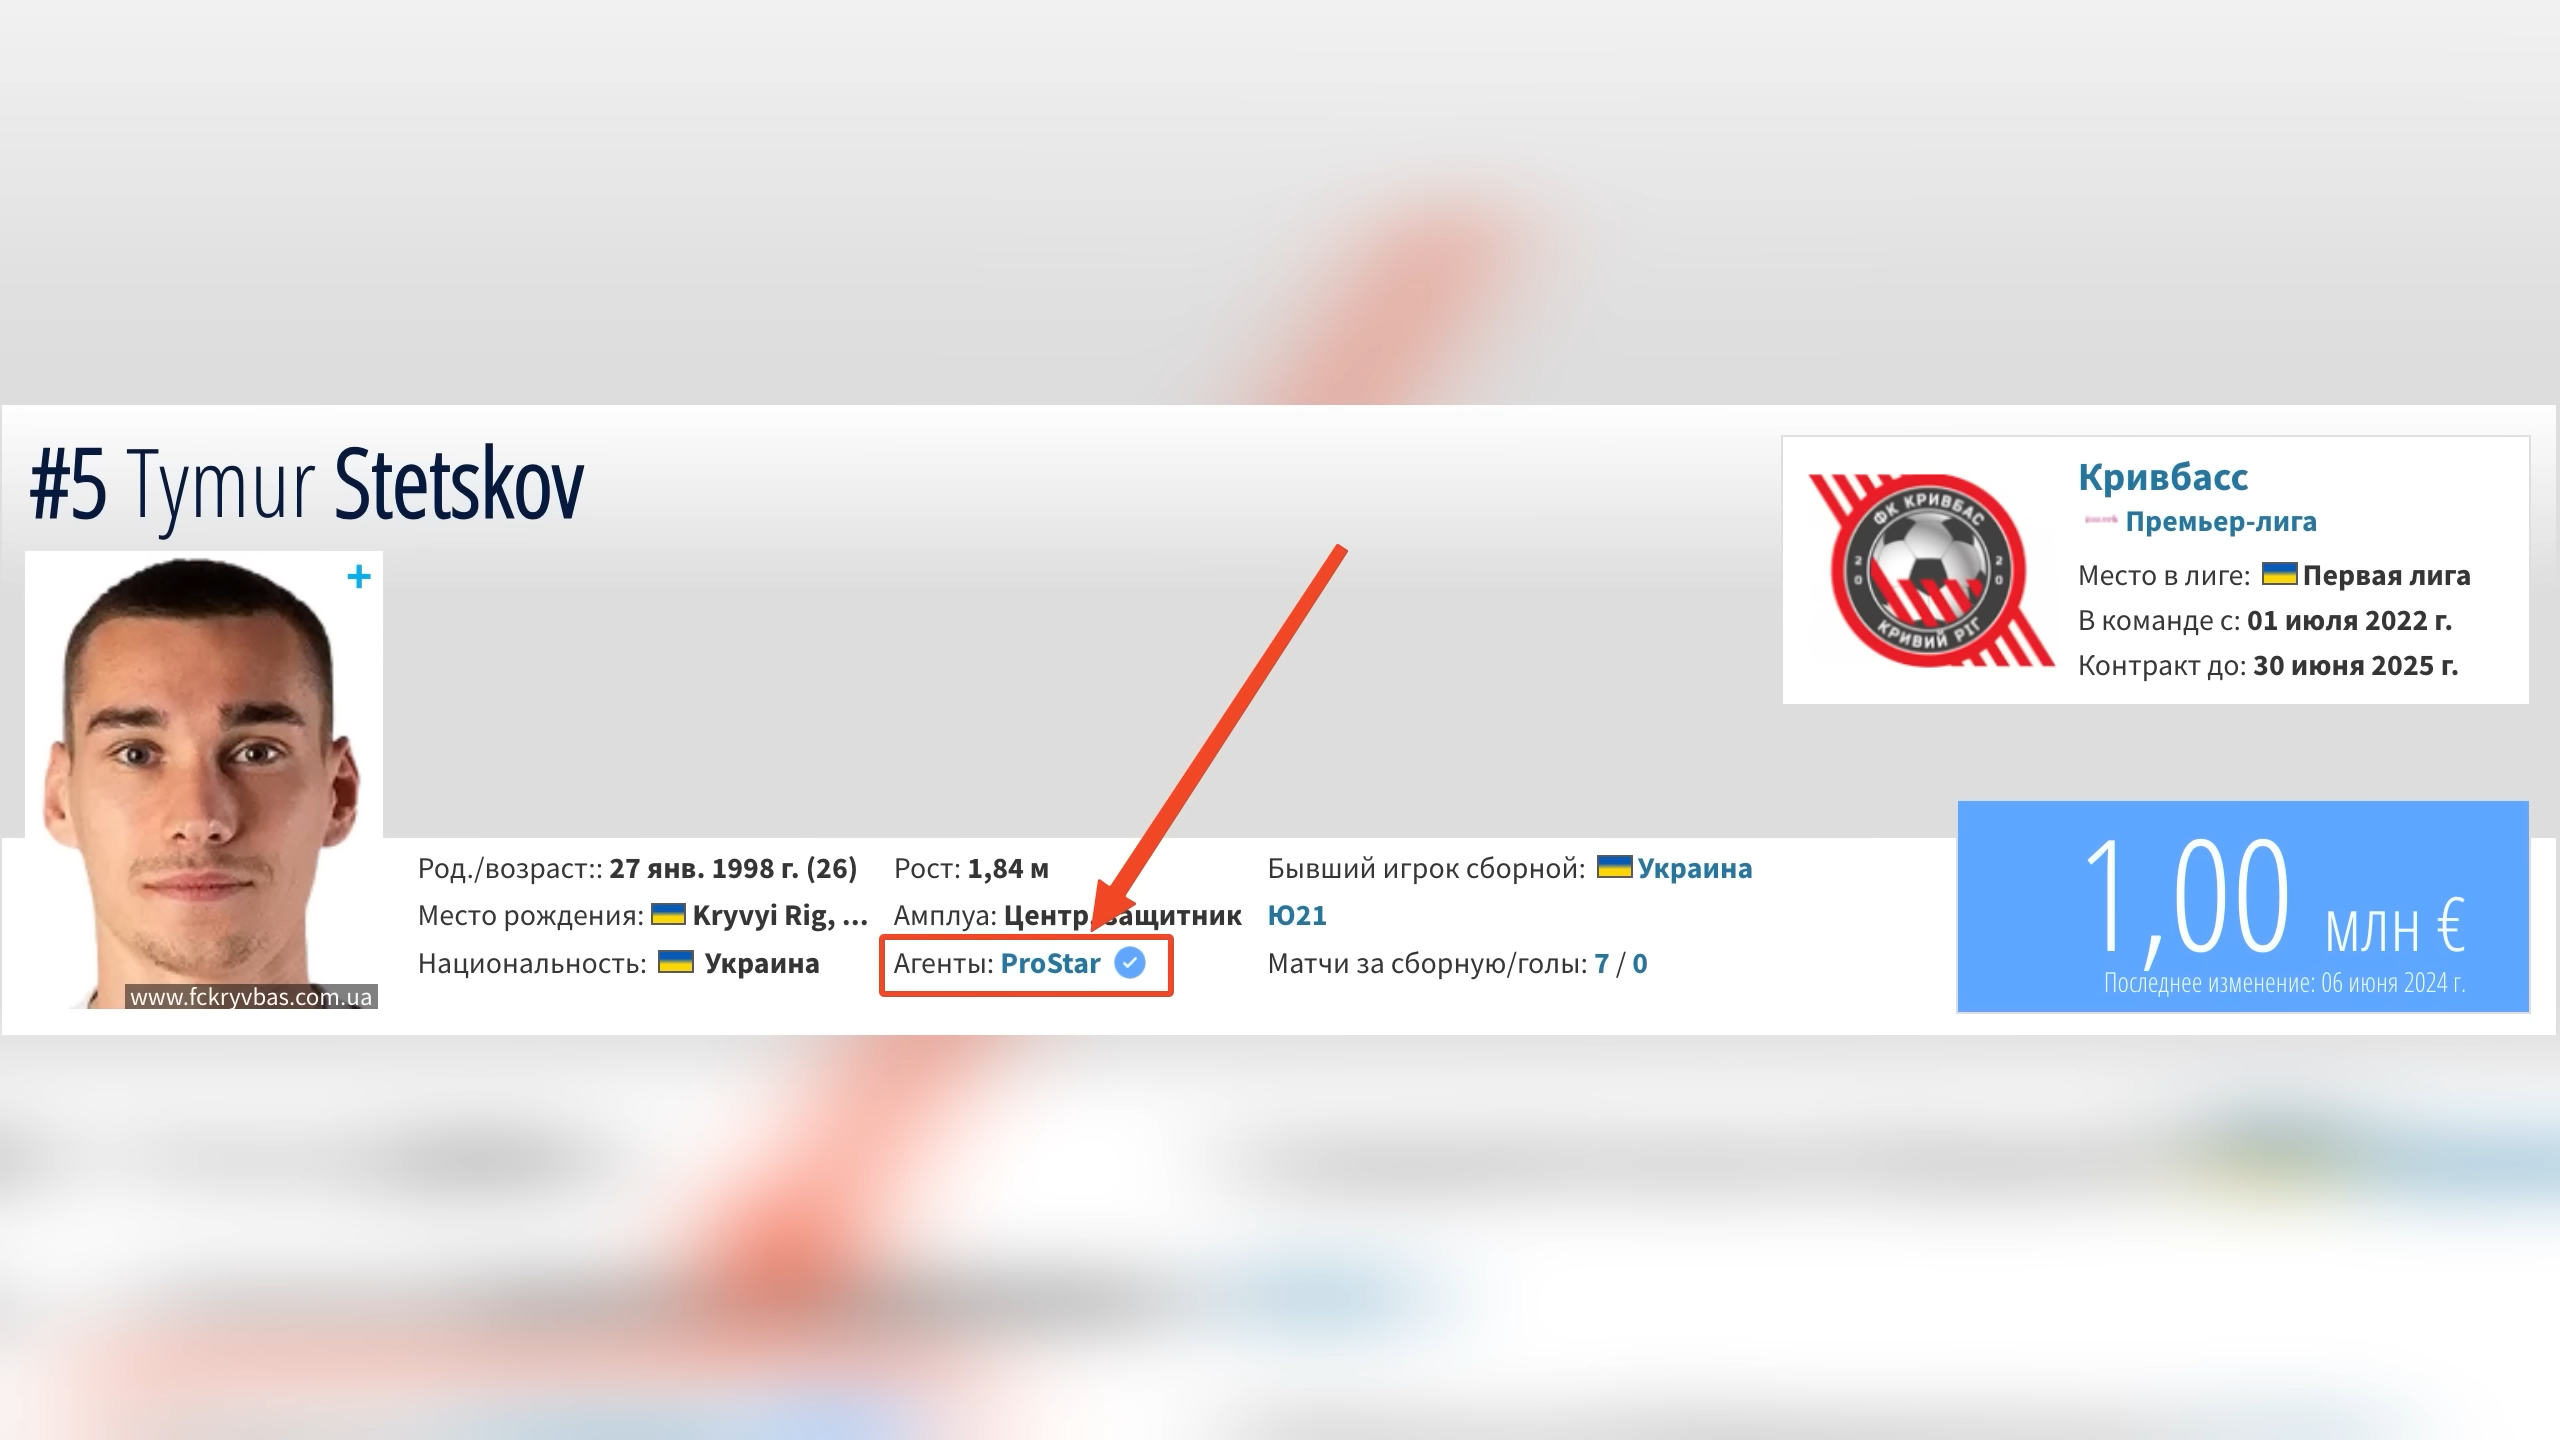 #5 Tymur Stetskov
+
www.fckryvbas.com.ua
Род./возраст:: 27 янв. 1998 г. (26)
Место рождения: Kryvyi Rig, ...
Национальность: Украина
Рост: 1,84 м
Амплуа: Центр. защитник
Агенты: ProStar
Бывший игрок сборной: Украина
Ю21
Матчи за сборную/голы: 7 / 0
ФК КРИВБАС
20 20
КРИВИЙ РІГ
Кривбасс
Премьер-лига
Место в лиге: Первая лига
В команде с: 01 июля 2022 г.
Контракт до: 30 июня 2025 г.
1,00 млн €
Последнее изменение: 06 июня 2024 г.